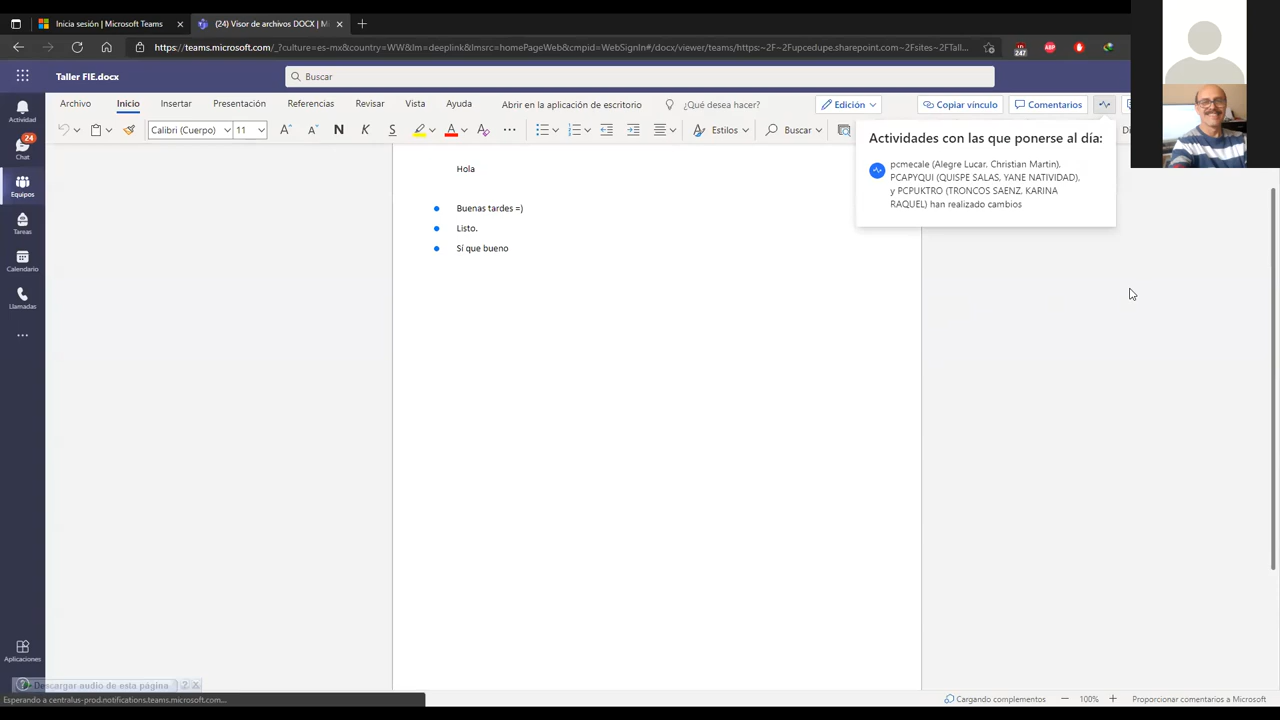 Inicia sesión | Microsoft Teams
(24) Visor de archivos DOCX | M
https://teams.microsoft.com/_?culture=es-mx&country=WW&lm=deeplink&lmsrc=homePageWeb&cmpid=WebSignIn#/docx/viewer/teams/https:~2F~2Fupcedupe.sharepoint.com~2Fsites~2FTall...
247
ABP
Taller FIE.docx
Buscar
Archivo Inicio Insertar Presentación Referencias Revisar Vista Ayuda Abrir en la aplicación de escritorio ¿Qué desea hacer? Edición Copiar vínculo Comentarios
Calibri (Cuerpo) 11 A A N K S A Estilos Buscar
Actividades con las que ponerse al día:
pcmecale (Alegre Lucar, Christian Martin),
PCAPYQUI (QUISPE SALAS, YANE NATIVIDAD),
y PCPUKTRO (TRONCOS SAENZ, KARINA
RAQUEL) han realizado cambios
Actividad
24
Chat
Equipos
Tareas
Calendario
Llamadas
Aplicaciones
Hola
Buenas tardes =)
Listo.
Sí que bueno
Descargar audio de esta página ? x
Esperando a centralus-prod.notifications.teams.microsoft.com...
Cargando complementos 100% Proporcionar comentarios a Microsoft